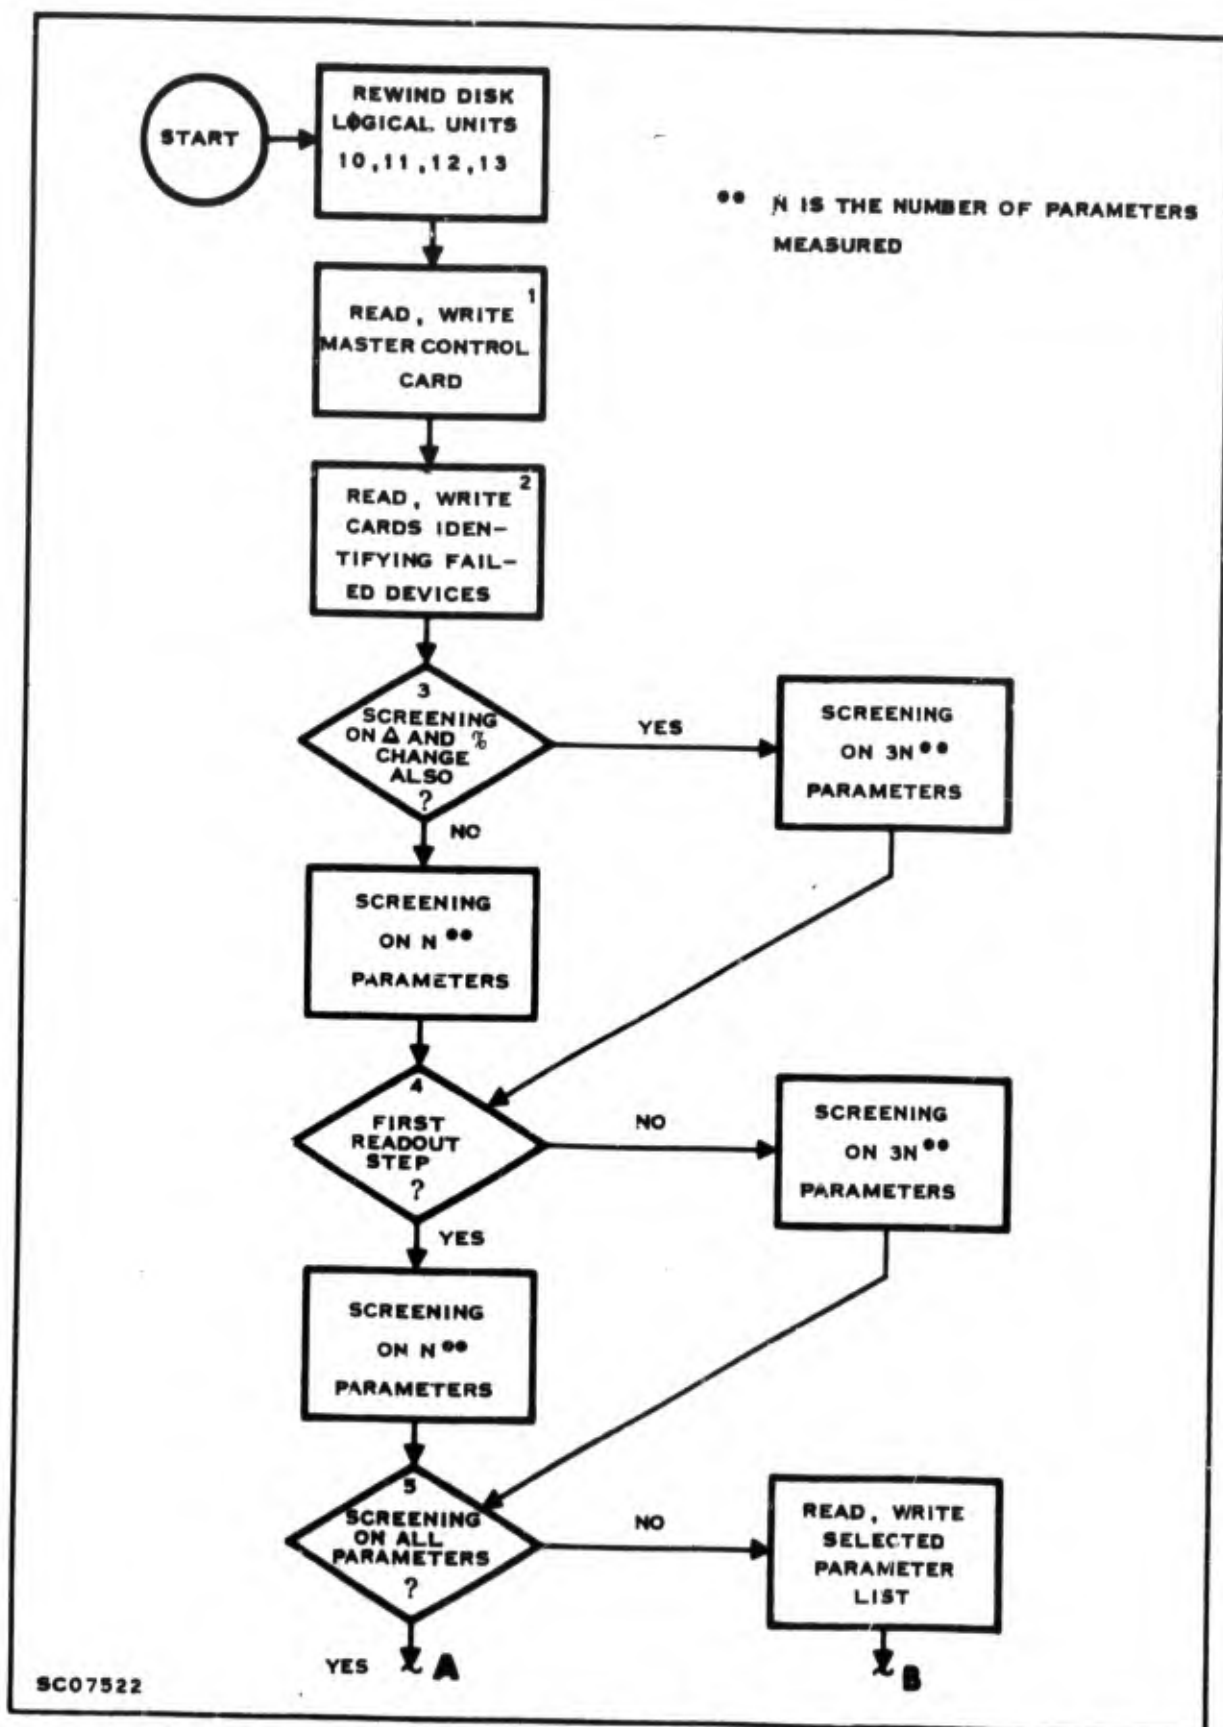 START
REWIND DISK
LOGICAL UNITS
10,11,12,13
•• N IS THE NUMBER OF PARAMETERS
MEASURED
1
READ, WRITE
MASTER CONTROL
CARD
2
READ, WRITE
CARDS IDEN-
TIFYING FAIL-
ED DEVICES
3
SCREENING
ON Δ AND %
CHANGE
ALSO
?
YES
SCREENING
ON 3N••
PARAMETERS
NO
SCREENING
ON N••
PARAMETERS
4
FIRST
READOUT
STEP
?
NO
SCREENING
ON 3N••
PARAMETERS
YES
SCREENING
ON N••
PARAMETERS
5
SCREENING
ON ALL
PARAMETERS
?
NO
READ, WRITE
SELECTED
PARAMETER
LIST
YES
A
B
SC07522